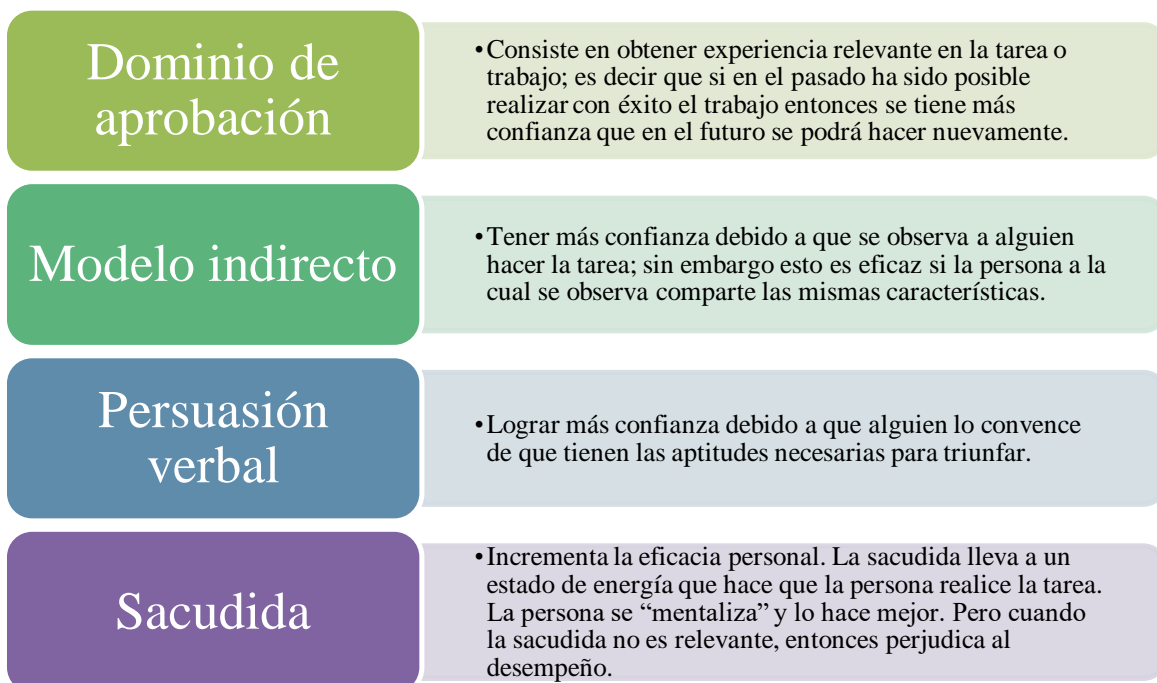 Dominio de
aprobación
•Consiste en obtener experiencia relevante en la tarea o
trabajo; es decir que si en el pasado ha sido posible
realizar con éxito el trabajo entonces se tiene más
confianza que en el futuro se podrá hacer nuevamente.
Modelo indirecto
•Tener más confianza debido a que se observa a alguien
hacer la tarea; sin embargo esto es eficaz si la persona a la
cual se observa comparte las mismas características.
Persuasión
verbal
•Lograr más confianza debido a que alguien lo convence
de que tienen las aptitudes necesarias para triunfar.
Sacudida
•Incrementa la eficacia personal. La sacudida lleva a un
estado de energía que hace que la persona realice la tarea.
La persona se “mentaliza” y lo hace mejor. Pero cuando
la sacudida no es relevante, entonces perjudica al
desempeño.